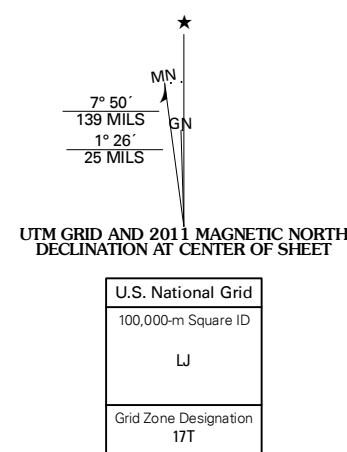 ★
MN
7° 50´
139 MILS
GN
1° 26´
25 MILS
UTM GRID AND 2011 MAGNETIC NORTH
DECLINATION AT CENTER OF SHEET
U.S. National Grid
100,000-m Square ID
LJ
Grid Zone Designation
17T